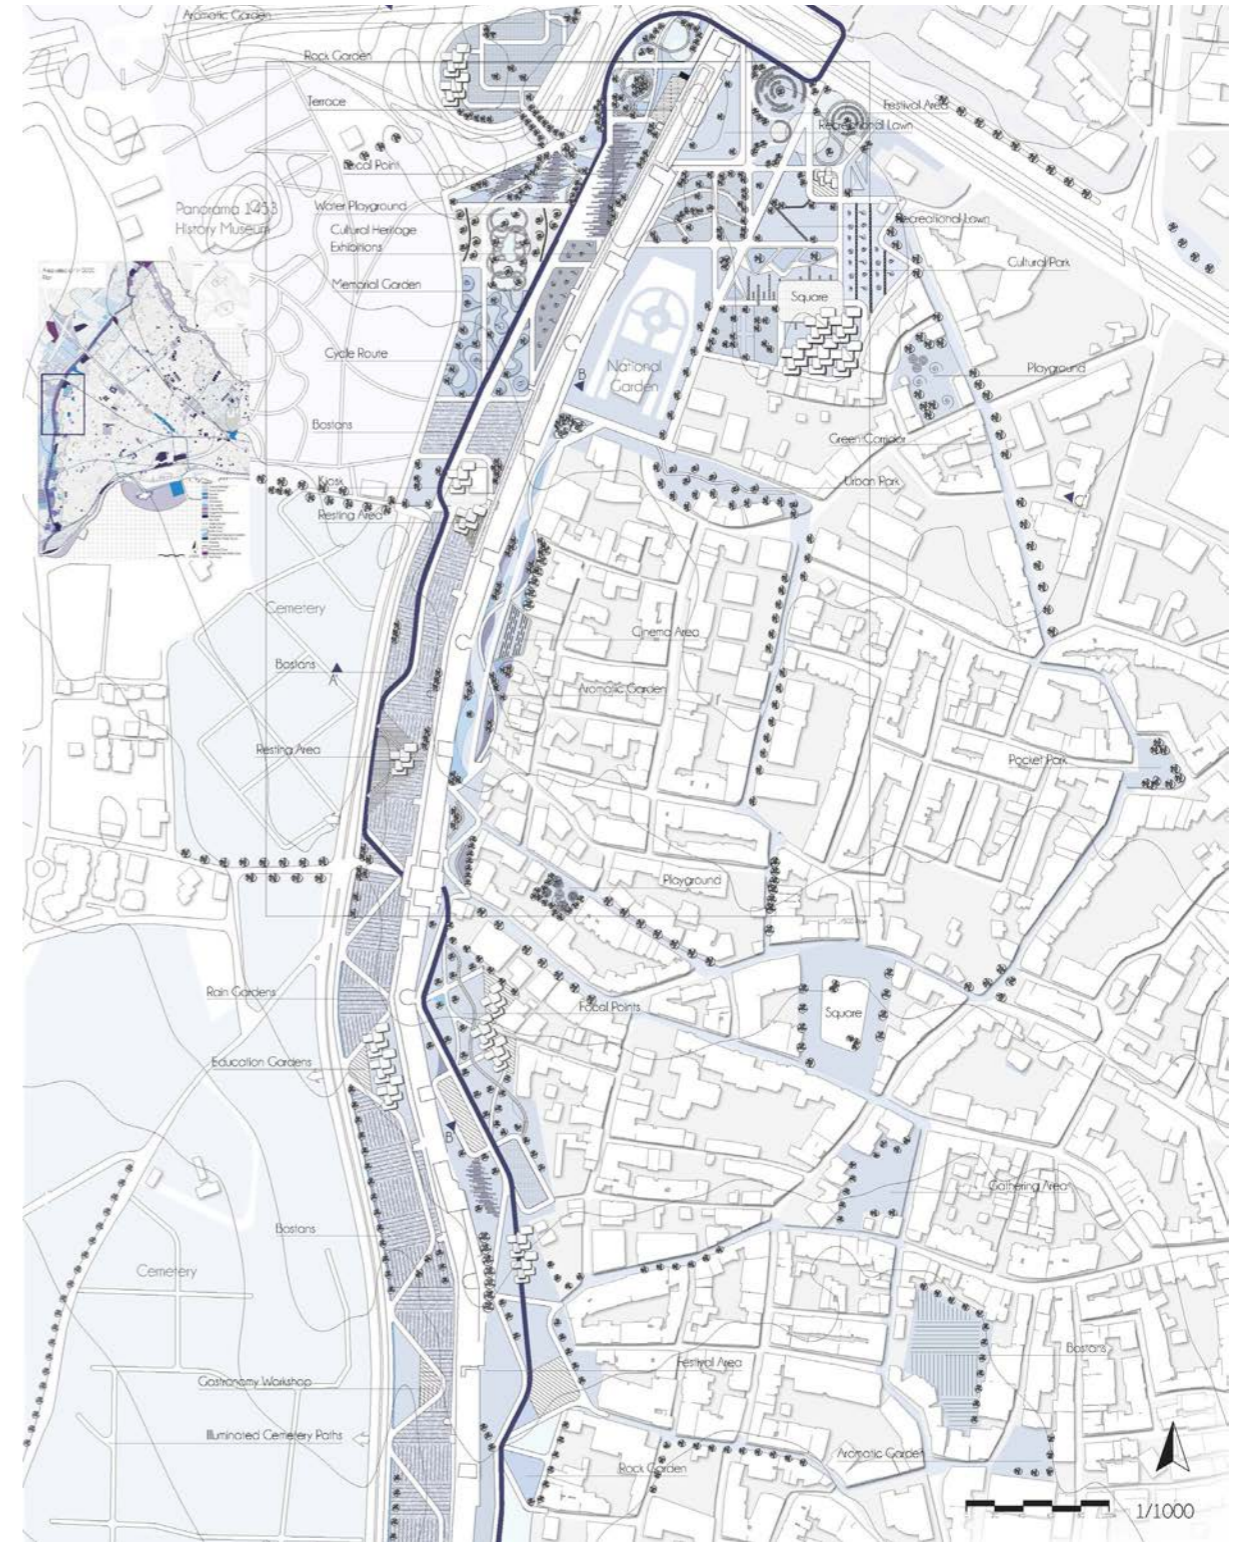 Aromatic Garden
Rock Garden
Terrace
Festival Area
Recreational Lawn
Focal Point
Water Playground
Panorama 1453
History Museum
Cultural Heritage
Exhibitions
Recreational Lawn
Cultural Park
Memorial Garden
Square
Cycle Route
National
Garden
B
Playground
Bostans
Green Corridor
Kiosk
Urban Park
Resting Area
Cemetery
Cinema Area
Bostans
A
Aromatic Garden
Resting Area
Pocket Park
Playground
Rain Gardens
Focal Points
Square
Education Gardens
B'
Gathering Area
Bostans
Cemetery
Bostans
Festival Area
Gastronomy Workshop
Illuminated Cemetery Paths
Aromatic Garden
Rock Garden
1/1000